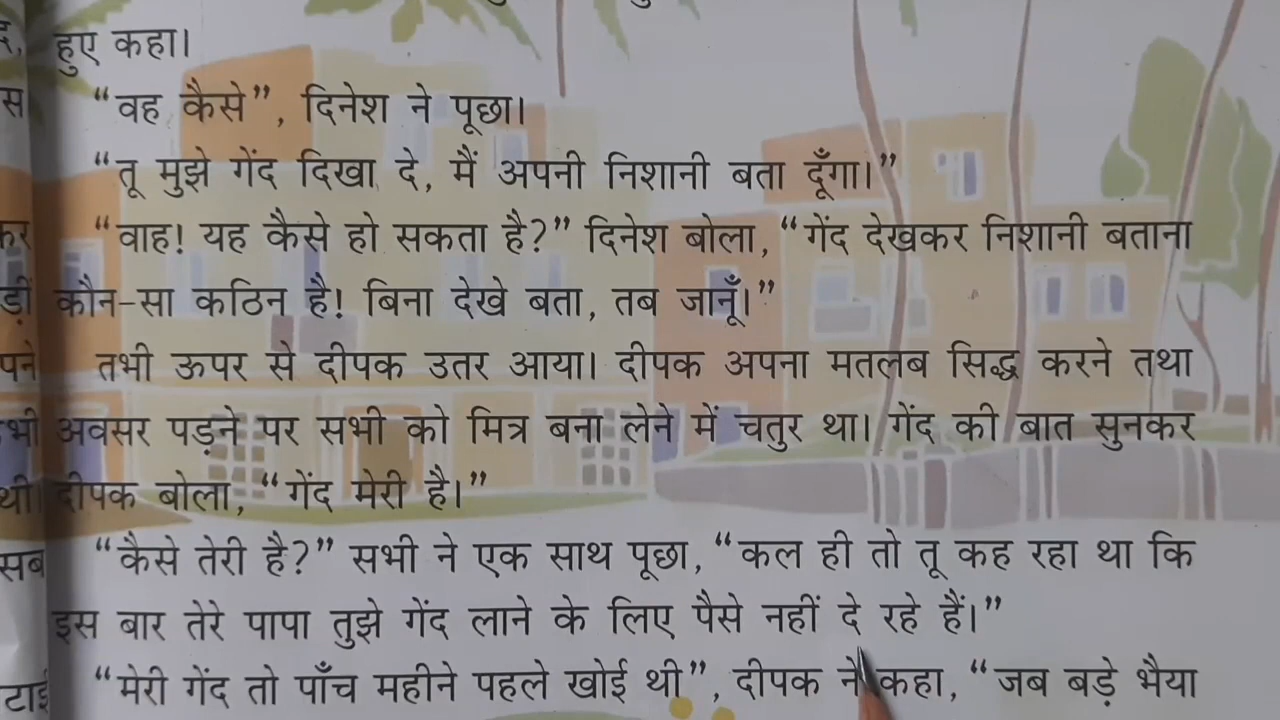 हुए कहा।
“वह कैसे”, दिनेश ने पूछा।
“तू मुझे गेंद दिखा दे, मैं अपनी निशानी बता दूँगा।”
“वाह! यह कैसे हो सकता है?” दिनेश बोला, “गेंद देखकर निशानी बताना
कौन-सा कठिन है! बिना देखे बता, तब जानूँ।”
तभी ऊपर से दीपक उतर आया। दीपक अपना मतलब सिद्ध करने तथा
अवसर पड़ने पर सभी को मित्र बना लेने में चतुर था। गेंद की बात सुनकर
दीपक बोला, “गेंद मेरी है।”
“कैसे तेरी है?” सभी ने एक साथ पूछा, “कल ही तो तू कह रहा था कि
इस बार तेरे पापा तुझे गेंद लाने के लिए पैसे नहीं दे रहे हैं।”
“मेरी गेंद तो पाँच महीने पहले खोई थी”, दीपक ने कहा, “जब बड़े भैया